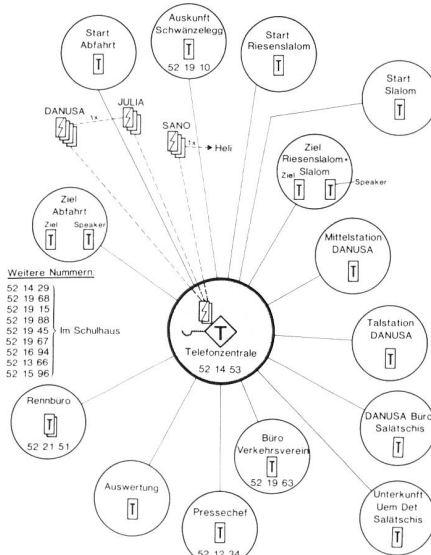 Start
Abfahrt
T
Auskunft
Schwänzelegg
T
52 19 10
Start
Riesenslalom
T
Start
Slalom
T
DANUSA
1x
JULIA
SANO
1x
Heli
Ziel
Riesenslalom+
Slalom
Ziel
T
T
Speaker
Ziel
Abfahrt
Ziel
Speaker
T
T
Mittelstation
DANUSA
T
Weitere Nummern:
52 14 29
52 19 68
52 19 15
52 19 88
52 19 45
52 19 67
52 16 94
52 13 66
52 15 96
Im Schulhaus
T
Telefonzentrale
52 14 53
Talstation
DANUSA
T
Rennbüro
T
52 21 51
DANUSA Büro
Salätschis
T
Büro
Verkehrsverein
T
52 19 63
Auswertung
T
Pressechef
T
52 12 34
Unterkunft
Uem Det
Salätschis
T